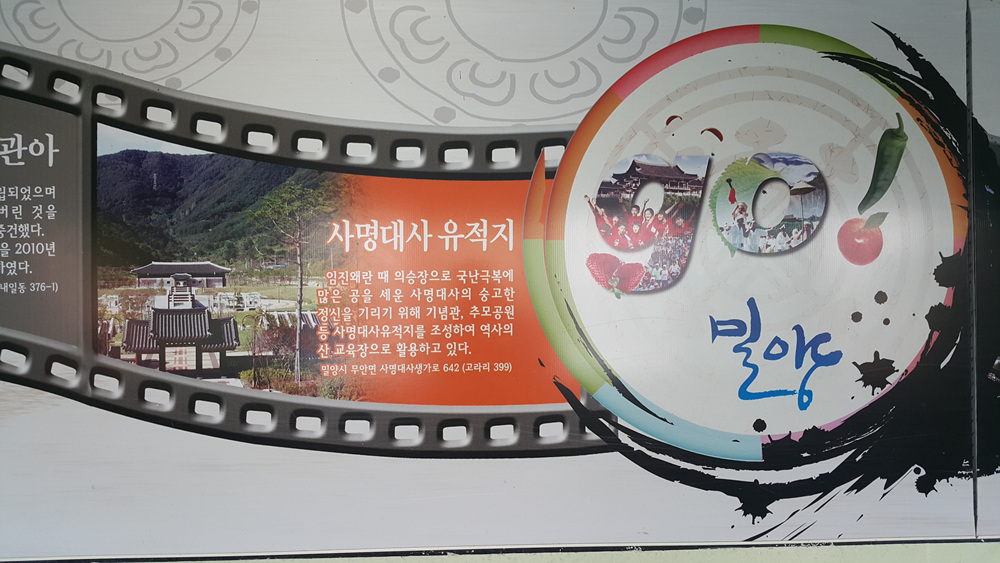 관아
립되었으며
버린 것을
중건했다.
을 2010년
하였다.
내일동 376-1)
사명대사 유적지
임진왜란 때 의승장으로 국난극복에
많은 공을 세운 사명대사의 숭고한
정신을 기리기 위해 기념관, 추모공원
등 사명대사유적지를 조성하여 역사의
산 교육장으로 활용하고 있다.
밀양시 무안면 사명대사생가로 642 (고라리 399)
go!
밀양